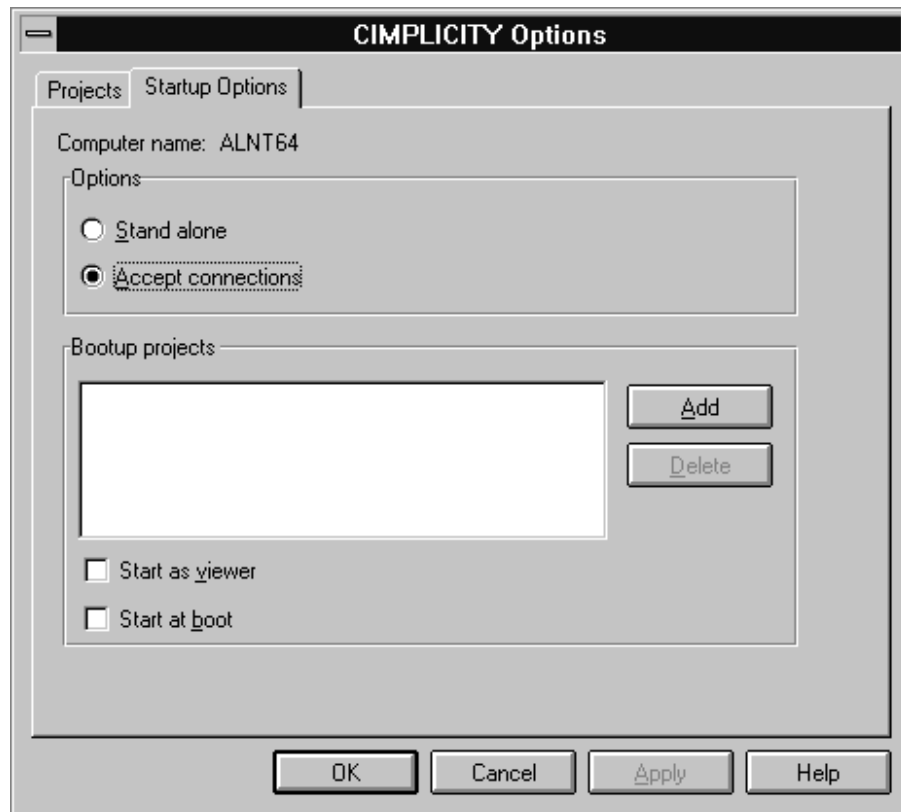 CIMPLICITY Options
Projects
Startup Options
Computer name: ALNT64
Options
Stand alone
Accept connections
Bootup projects
Add
Delete
Start as viewer
Start at boot
OK
Cancel
Apply
Help